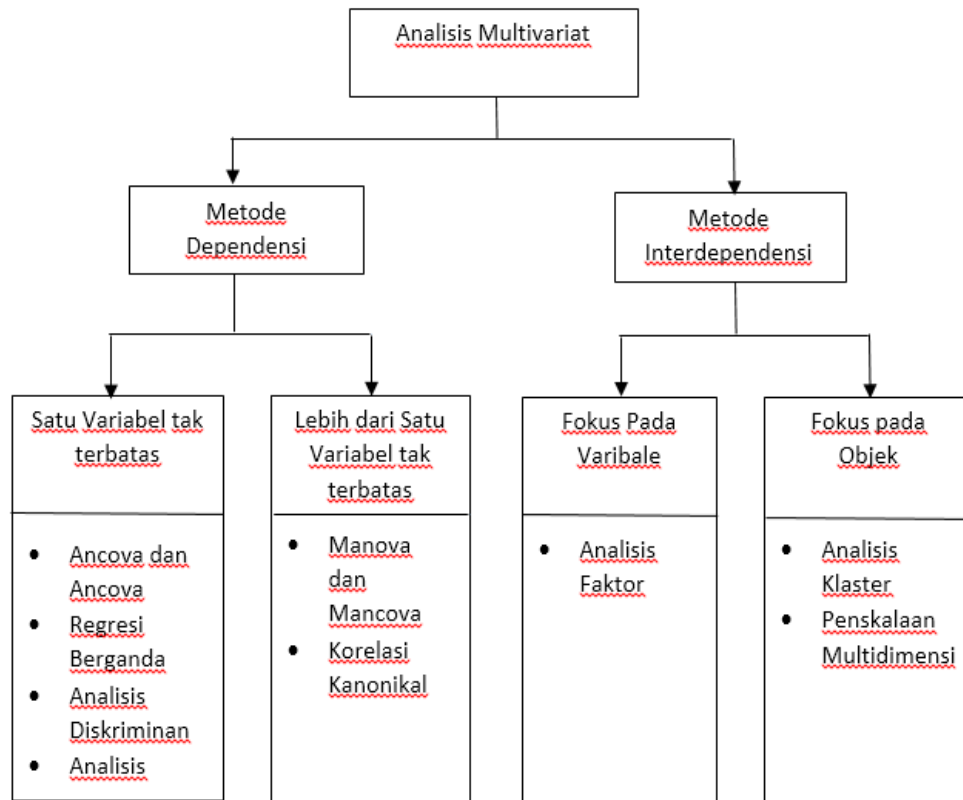 Analisis Multivariat
Metode
Dependensi
Metode
Interdependensi
Satu Variabel tak
terbatas
• Ancova dan
Ancova
• Regresi
Berganda
• Analisis
Diskriminan
• Analisis
Lebih dari Satu
Variabel tak
terbatas
• Manova
dan
Mancova
• Korelasi
Kanonikal
Fokus Pada
Varibale
• Analisis
Faktor
Fokus pada
Objek
• Analisis
Klaster
• Penskalaan
Multidimensi